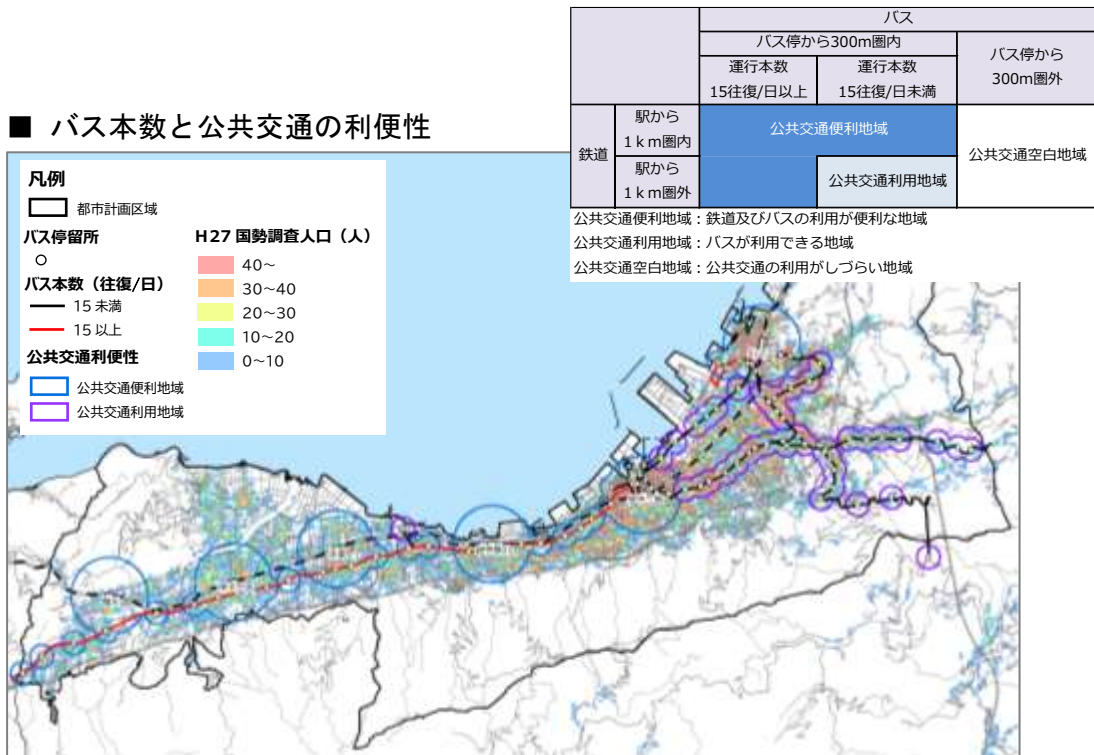 バス
バス停から300m圏内
バス停から
300m圏外
運行本数
15往復/日以上
運行本数
15往復/日未満
鉄道
駅から
1km圏内
公共交通便利地域
公共交通空白地域
駅から
1km圏外
公共交通利用地域
公共交通便利地域：鉄道及びバスの利用が便利な地域
公共交通利用地域：バスが利用できる地域
公共交通空白地域：公共交通の利用がしづらい地域
■ バス本数と公共交通の利便性
凡例
都市計画区域
バス停留所
バス本数（往復/日）
15 未満
15 以上
公共交通利便性
公共交通便利地域
公共交通利用地域
H27 国勢調査人口（人）
40～
30～40
20～30
10～20
0～10